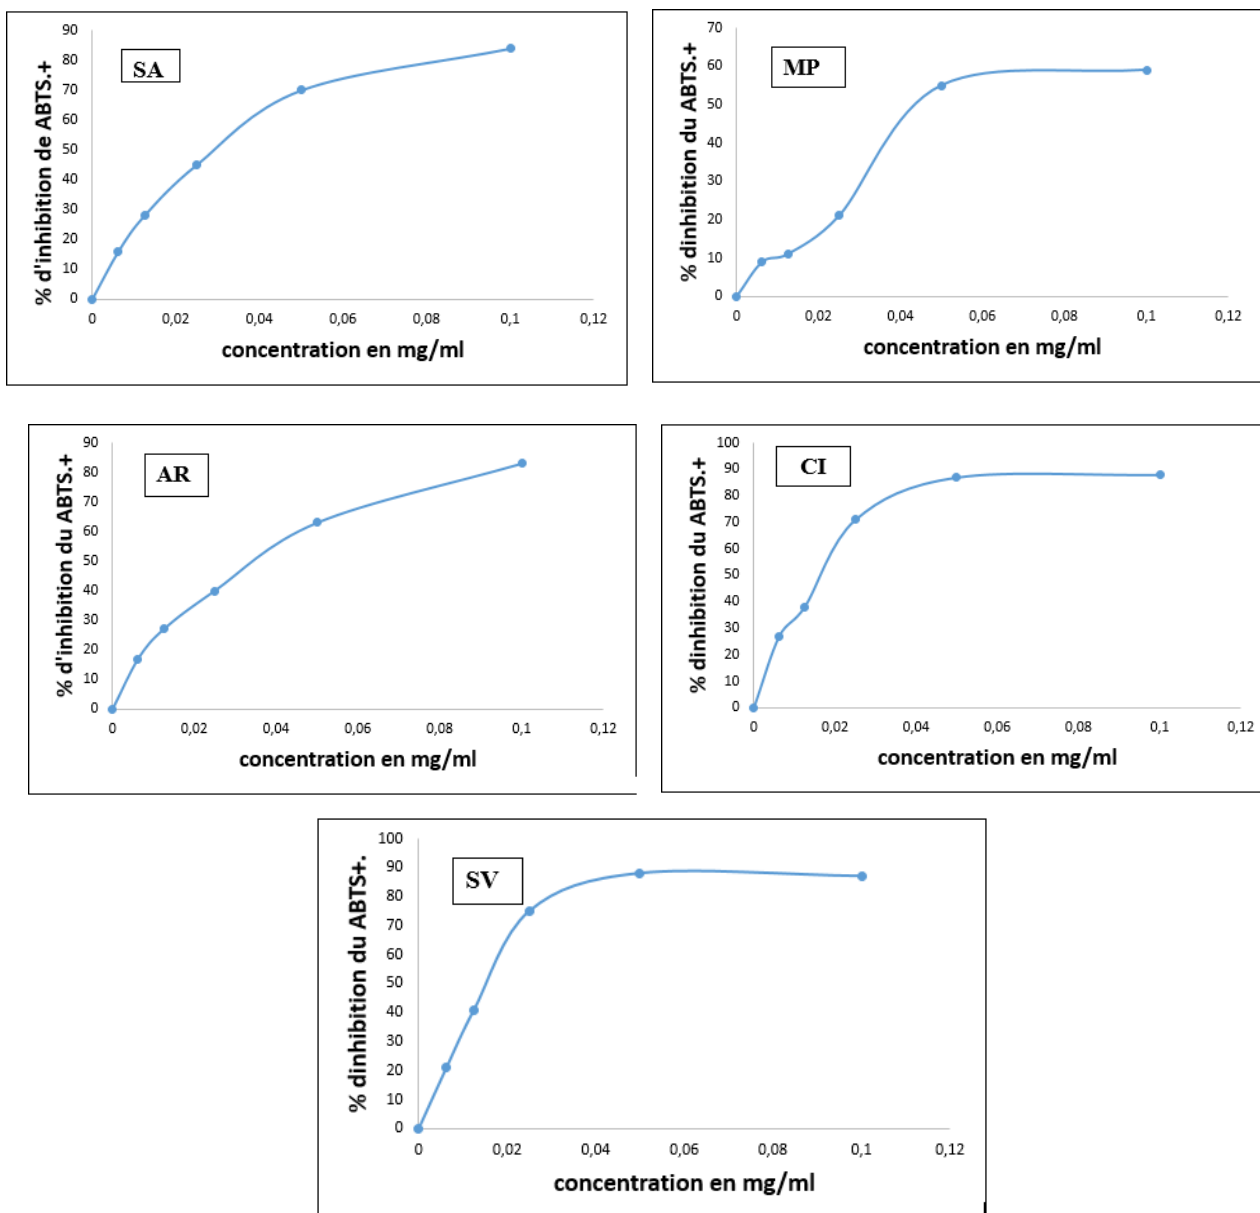 SA
% d'inhibition de ABTS.+
90
80
70
60
50
40
30
20
10
0
0 0,02 0,04 0,06 0,08 0,1 0,12
concentration en mg/ml
MP
% dinhibition du ABTS.+
70
60
50
40
30
20
10
0
0 0,02 0,04 0,06 0,08 0,1 0,12
concentration en mg/ml
AR
% d'inhibition du ABTS.+
90
80
70
60
50
40
30
20
10
0
0 0,02 0,04 0,06 0,08 0,1 0,12
concentration en mg/ml
CI
% dinhibition du ABTS.+
100
90
80
70
60
50
40
30
20
10
0
0 0,02 0,04 0,06 0,08 0,1 0,12
concentration en mg/ml
SV
% dinhibition du ABTS+.
100
90
80
70
60
50
40
30
20
10
0
0 0,02 0,04 0,06 0,08 0,1 0,12
concentration en mg/ml